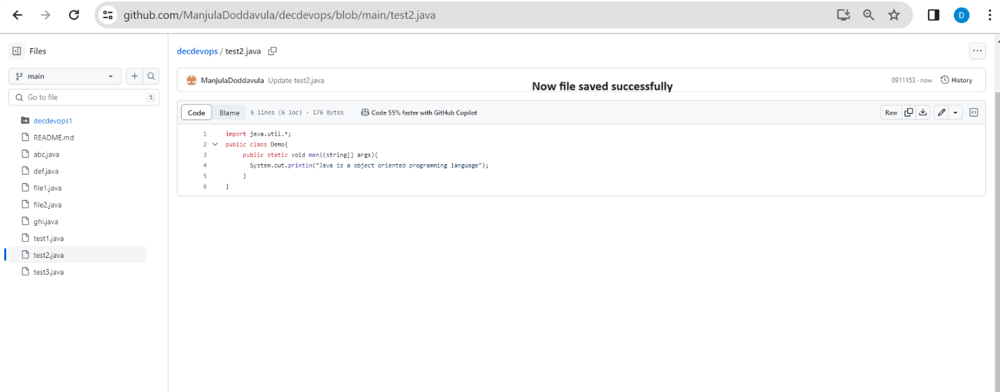 github.com/ManjulaDoddavula/decdevops/blob/main/test2.java
D
Files
main
Go to file
t
decdevops1
README.md
abc.java
def.java
file1.java
file2.java
ghi.java
test1.java
test2.java
test3.java
decdevops / test2.java
ManjulaDoddavula Update test2.java
Now file saved successfully
0911153 · now History
Code Blame 6 lines (6 loc) · 176 Bytes Code 55% faster with GitHub Copilot Raw
1 import java.util.*;
2 public class Demo{
3 public static void mani(string[] args){
4 System.out.println("Java is a object oriented programming language");
5 }
6 }